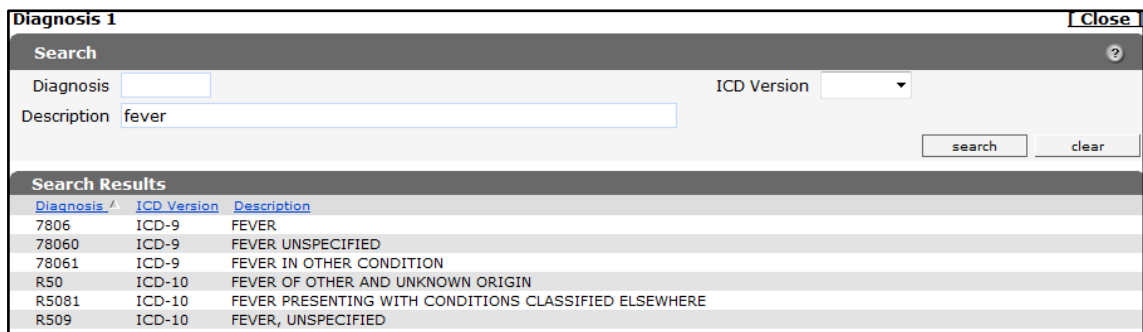 Diagnosis 1 [ Close ]
Search ?
Diagnosis ICD Version
Description fever
search clear
Search Results
Diagnosis ICD Version Description
7806 ICD-9 FEVER
78060 ICD-9 FEVER UNSPECIFIED
78061 ICD-9 FEVER IN OTHER CONDITION
R50 ICD-10 FEVER OF OTHER AND UNKNOWN ORIGIN
R5081 ICD-10 FEVER PRESENTING WITH CONDITIONS CLASSIFIED ELSEWHERE
R509 ICD-10 FEVER, UNSPECIFIED